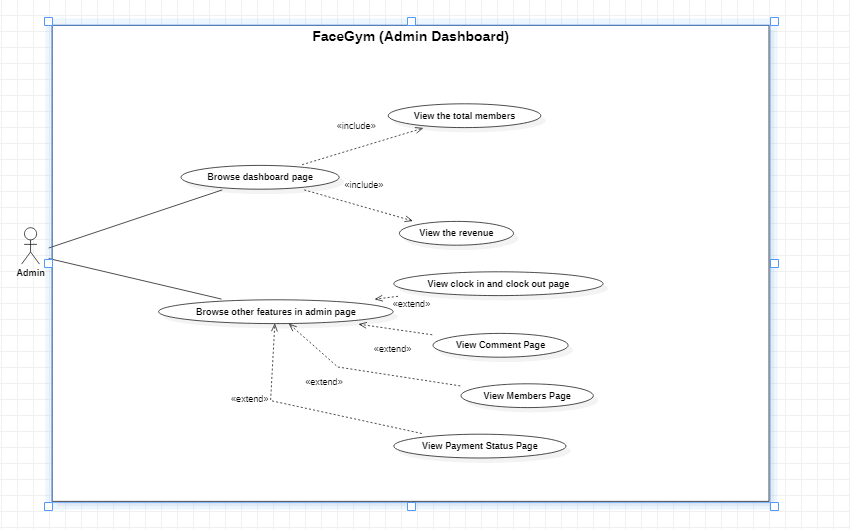 FaceGym (Admin Dashboard)
View the total members
«include»
Browse dashboard page
«include»
View the revenue
Admin
View clock in and clock out page
«extend»
Browse other features in admin page
View Comment Page
«extend»
«extend»
View Members Page
«extend»
View Payment Status Page